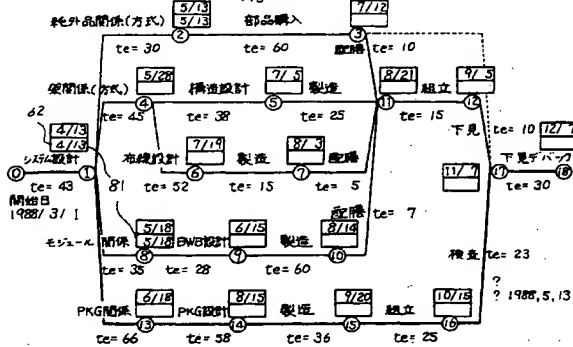 純外品関係(方式) 5/13 5/13 部品購入 7/12
② ③ 配膳
te= 30 te= 60 te= 10
架関係(方式) 5/28 構造設計 7/5 製造 8/21 組立 9/5
④ ⑤ ⑪ ⑫
te= 45 te= 38 te= 25 te= 15
62
4/13 4/13 布線設計 7/19 製造 8/3 配膳 下見 te= 10 12/7
システム設計 81 ⑥ ⑦ 11/7 ⑰ 下見デバック ⑱
⓪ ① te= 52 te= 15 te= 5 te= 30
te= 43
開始日
1988/3/1
配膳 te= 7
モジュール関係 5/18 5/18 BWB設計 6/15 製造 8/14
⑧ ⑨ ⑩ 検査 te= 23
te= 35 te= 28 te= 60
?
? 1988,5,13
PKG関係 6/18 PKG設計 8/15 製造 9/20 組立 10/15
⑬ ⑭ ⑮ ⑯
te= 66 te= 58 te= 36 te= 25